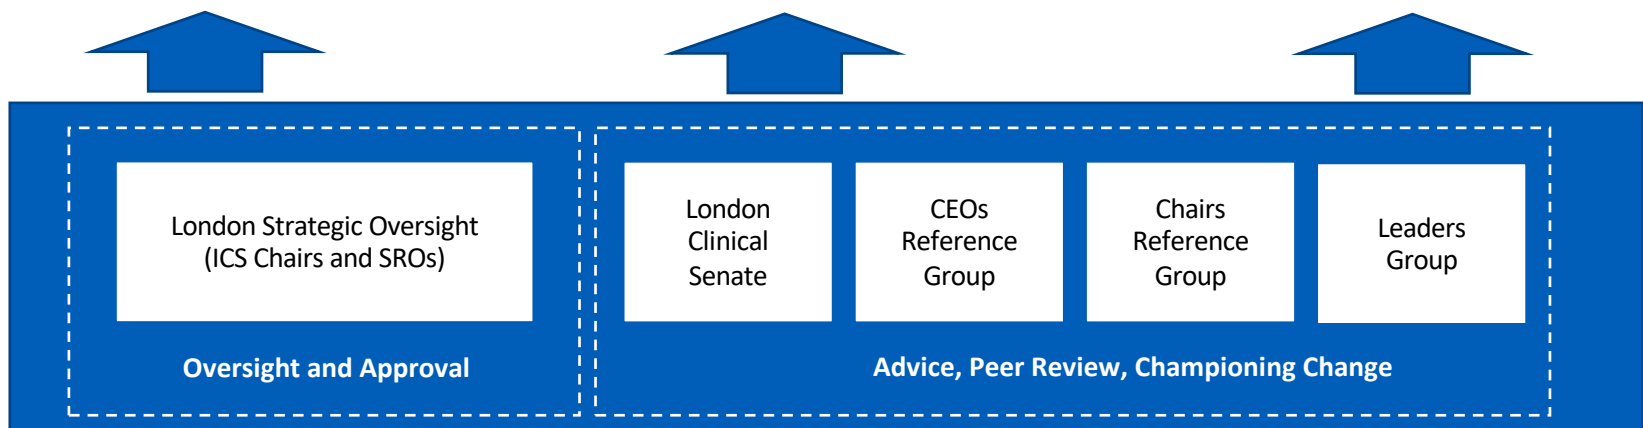 London Strategic Oversight
(ICS Chairs and SROs)
Oversight and Approval
London
Clinical
Senate
CEOs
Reference
Group
Chairs
Reference
Group
Leaders
Group
Advice, Peer Review, Championing Change